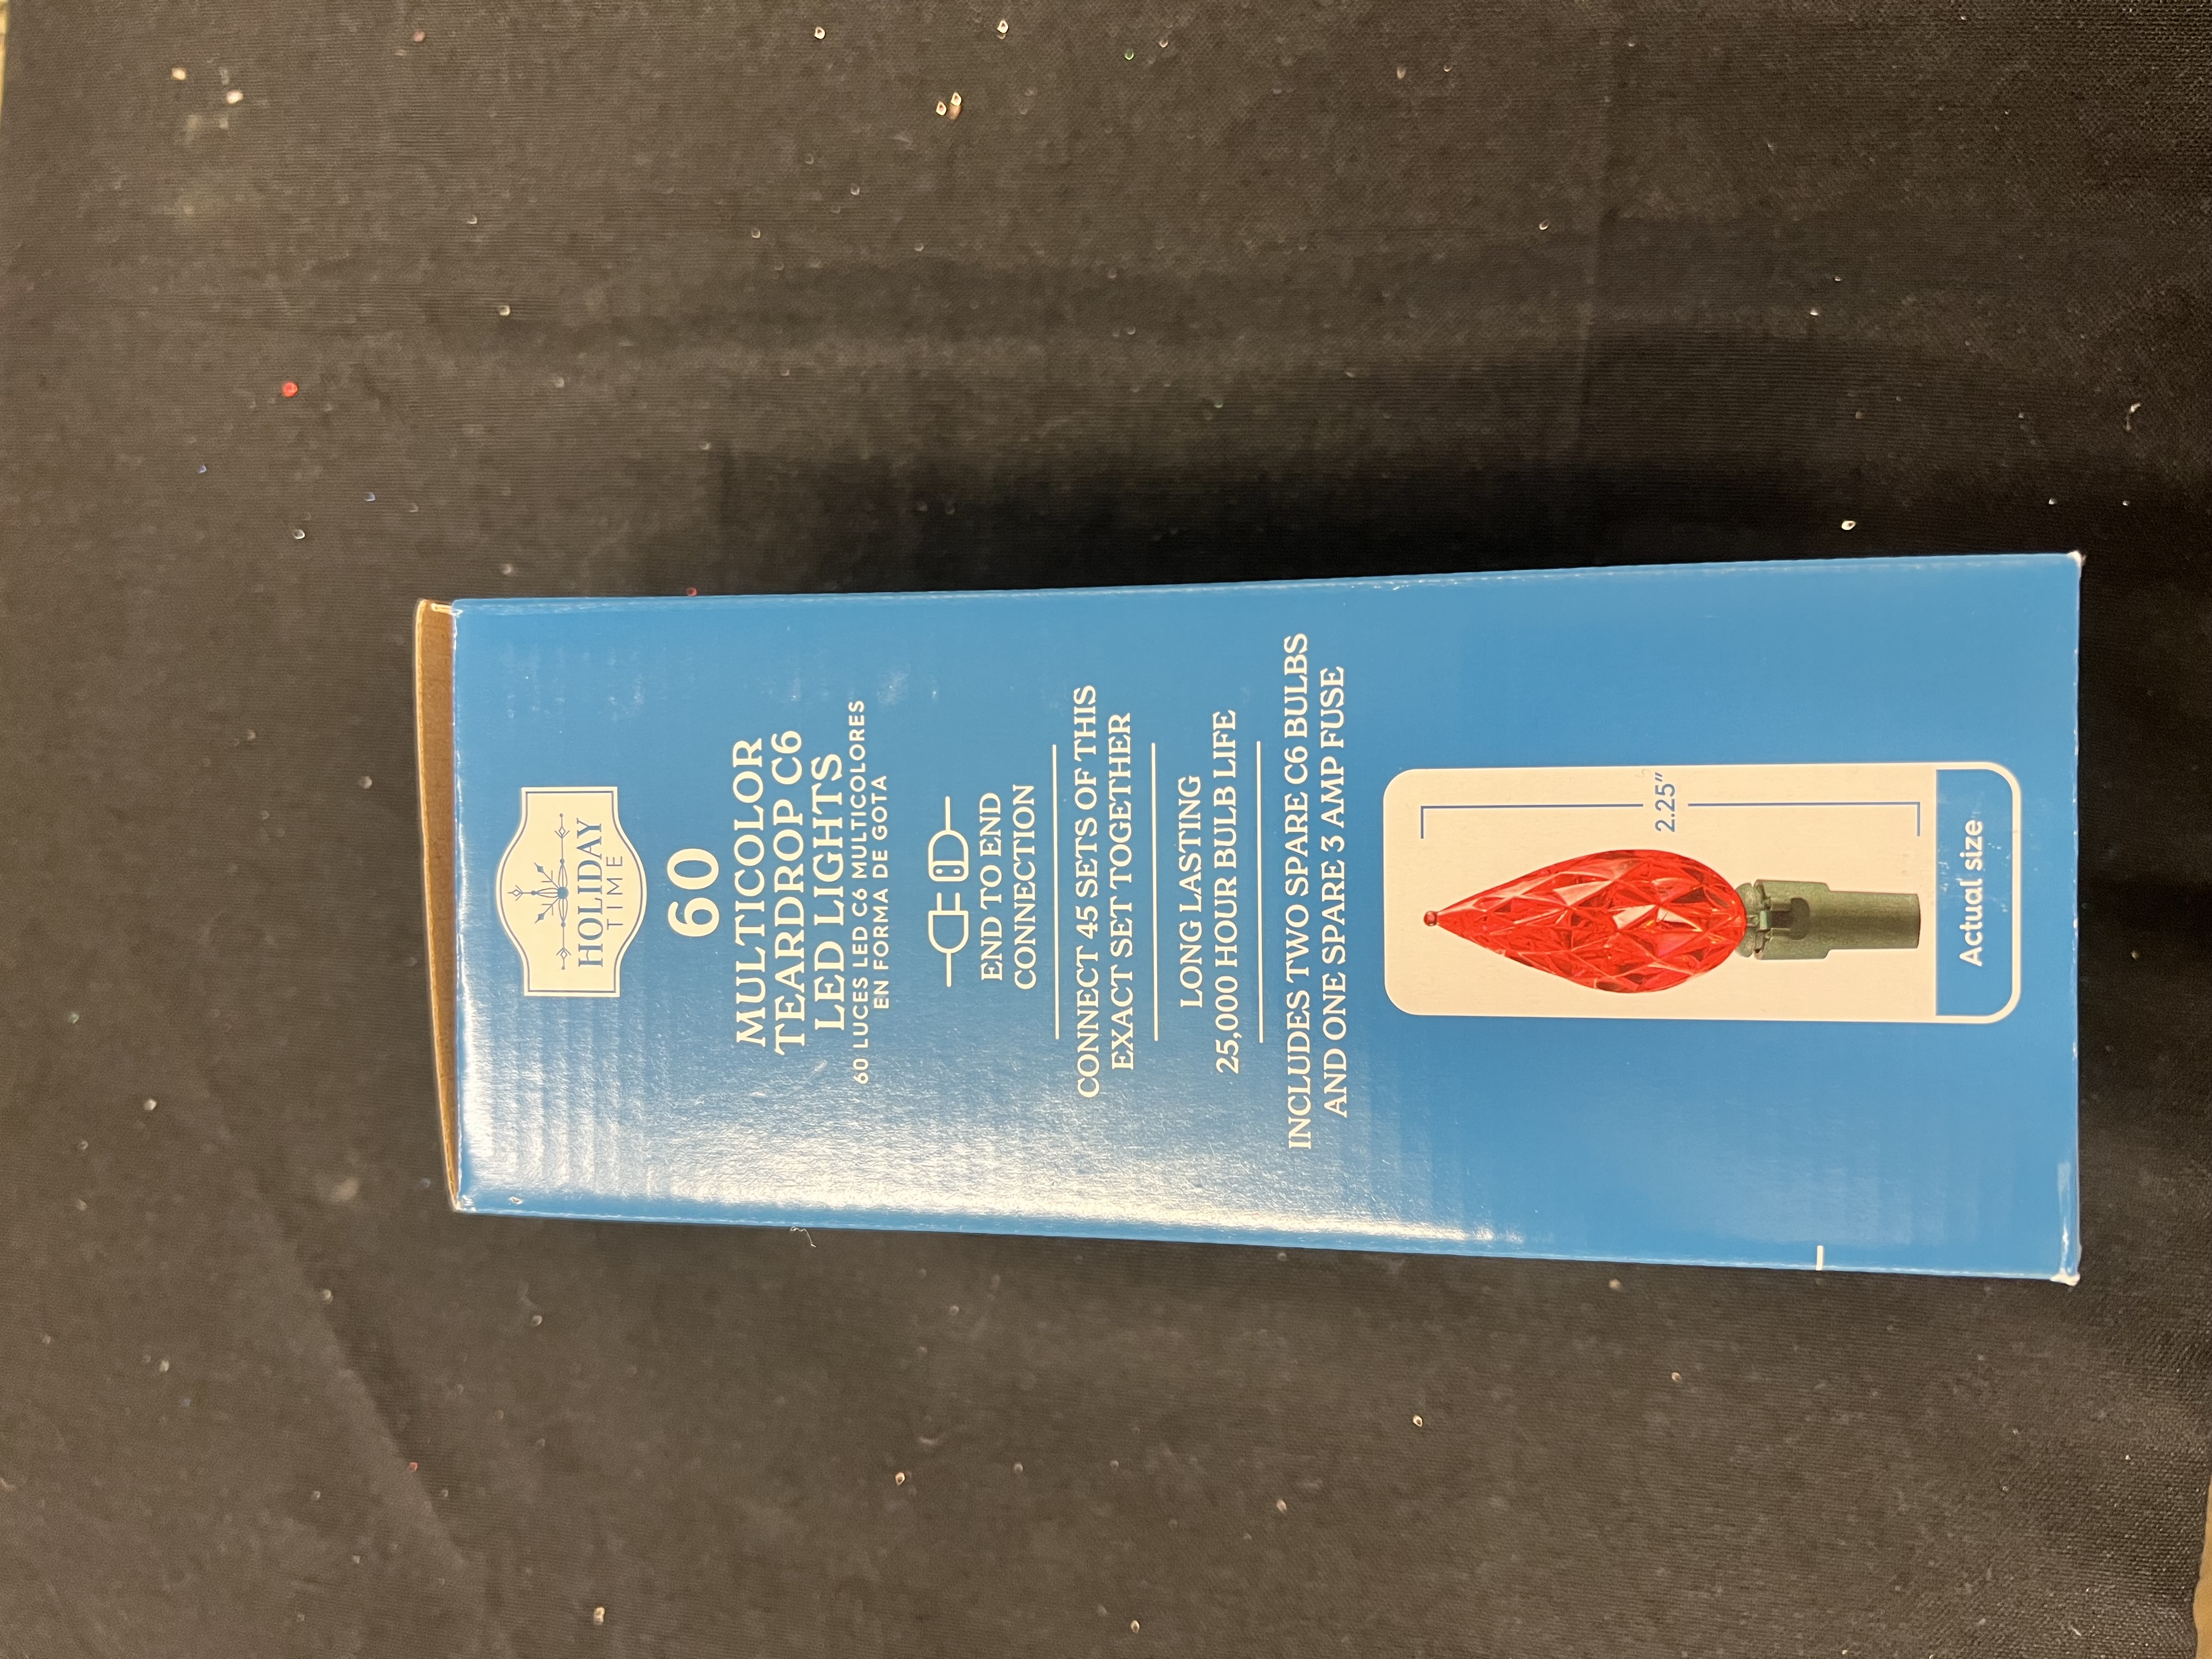 HOLIDAY
TIME
60
MULTICOLOR
TEARDROP C6
LED LIGHTS
60 LUCES LED C6 MULTICOLORES
EN FORMA DE GOTA
END TO END
CONNECTION
CONNECT 45 SETS OF THIS
EXACT SET TOGETHER
LONG LASTING
25,000 HOUR BULB LIFE
INCLUDES TWO SPARE C6 BULBS
AND ONE SPARE 3 AMP FUSE
2.25"
Actual size